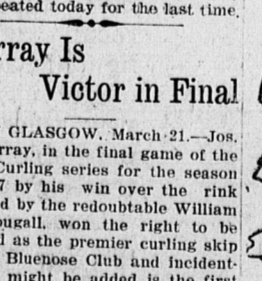 eated today for the last time.
rray Is
Victor in Final
GLASGOW, March 21.—Jos.
rray, in the final game of the
Curling series for the season
7 by his win over the rink
d by the redoubtable William
ougall, won the right to be
d as the premier curling skip
Bluenose Club and incident-
might be added is the first